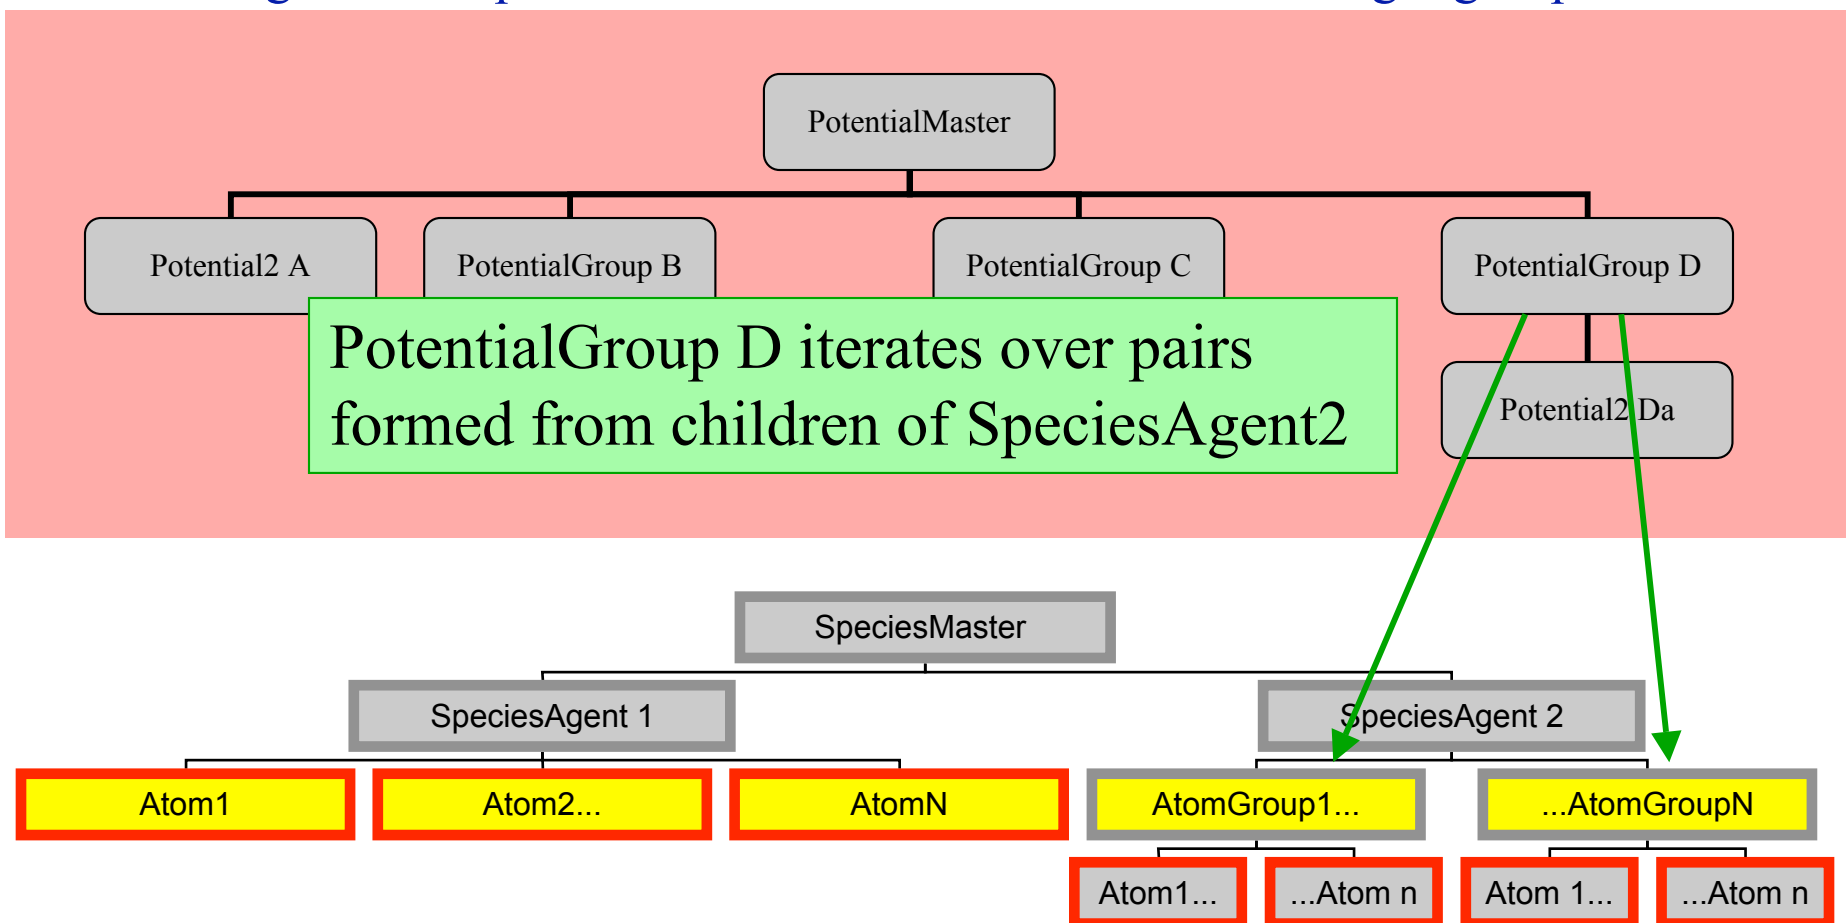 PotentialMaster
Potential2 A
PotentialGroup B
PotentialGroup C
PotentialGroup D
PotentialGroup D iterates over pairs
formed from children of SpeciesAgent2
Potential2 Da
SpeciesMaster
SpeciesAgent 1
SpeciesAgent 2
Atom1
Atom2...
AtomN
AtomGroup1...
...AtomGroupN
Atom1...
...Atom n
Atom 1...
...Atom n